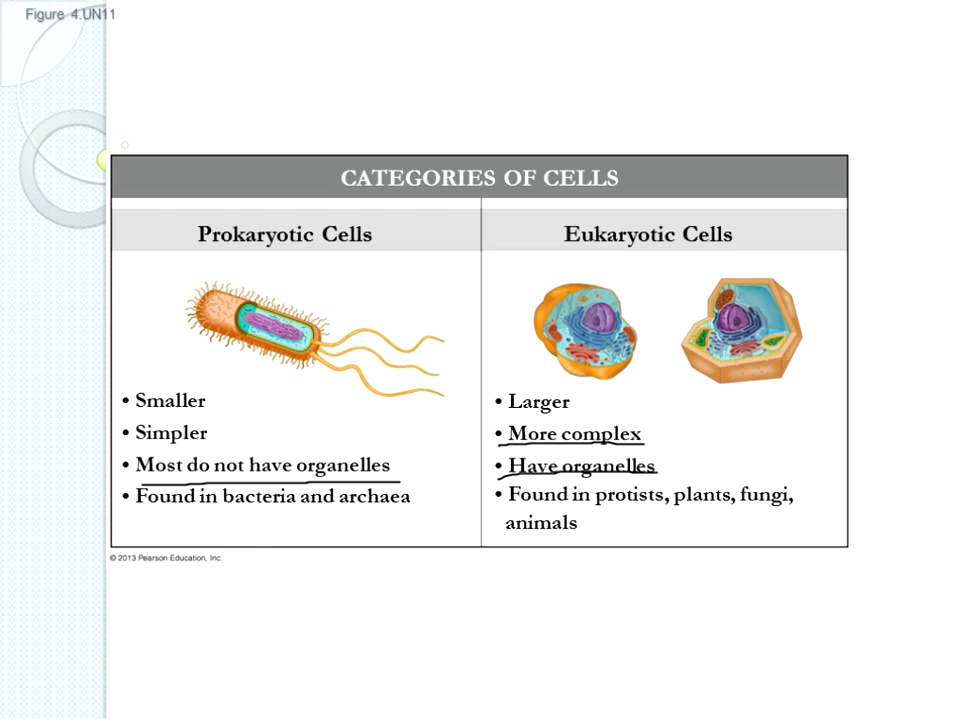 Figure 4.UN11
CATEGORIES OF CELLS
Prokaryotic Cells
Eukaryotic Cells
• Smaller
• Simpler
• Most do not have organelles
• Found in bacteria and archaea
• Larger
• More complex
• Have organelles
• Found in protists, plants, fungi,
animals
© 2013 Pearson Education, Inc.